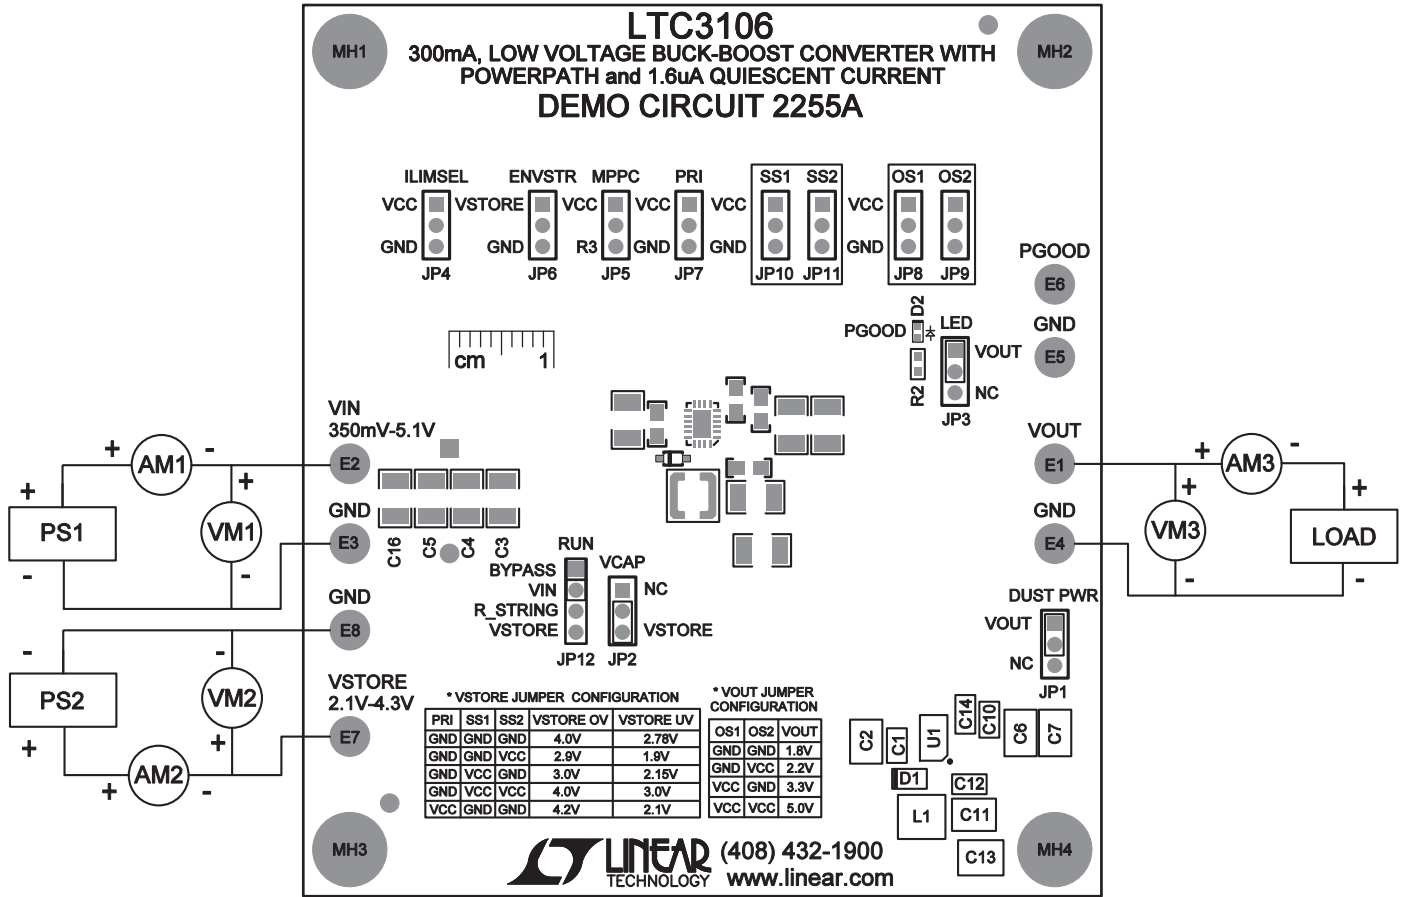 LTC3106
300mA, LOW VOLTAGE BUCK-BOOST CONVERTER WITH
POWERPATH and 1.6uA QUIESCENT CURRENT
DEMO CIRCUIT 2255A
MH1
MH2
ILIMSEL ENVSTR MPPC PRI SS1 SS2 OS1 OS2
VCC VSTORE VCC VCC VCC VCC
GND GND R3 GND GND GND
JP4 JP6 JP5 JP7 JP10 JP11 JP8 JP9
PGOOD
E6
GND
E5
D2
LED
PGOOD
VOUT
R2
NC
JP3
cm 1
VIN
350mV-5.1V
E2
GND
E3
GND
E8
VSTORE
2.1V-4.3V
E7
+ AM1 -
+
PS1
-
+
VM1
-
-
PS2
+
-
VM2
+
+ AM2 -
C16 C5 C4 C3
RUN
BYPASS
VIN
R_STRING
VSTORE
JP12
VCAP
NC
VSTORE
JP2
VOUT
E1
GND
E4
+ AM3 -
+
VM3
-
+
LOAD
-
DUST PWR
VOUT
NC
JP1
* VSTORE JUMPER CONFIGURATION
PRI SS1 SS2 VSTORE OV VSTORE UV
GND GND GND 4.0V 2.78V
GND GND VCC 2.9V 1.9V
GND VCC GND 3.0V 2.15V
GND VCC VCC 4.0V 3.0V
VCC GND GND 4.2V 2.1V
* VOUT JUMPER
CONFIGURATION
OS1 OS2 VOUT
GND GND 1.8V
GND VCC 2.2V
VCC GND 3.3V
VCC VCC 5.0V
C2 C1 U1 C14 C10 C6 C7
D1 C12
L1 C11
C13
MH3
MH4
LINEAR
TECHNOLOGY
(408) 432-1900
www.linear.com